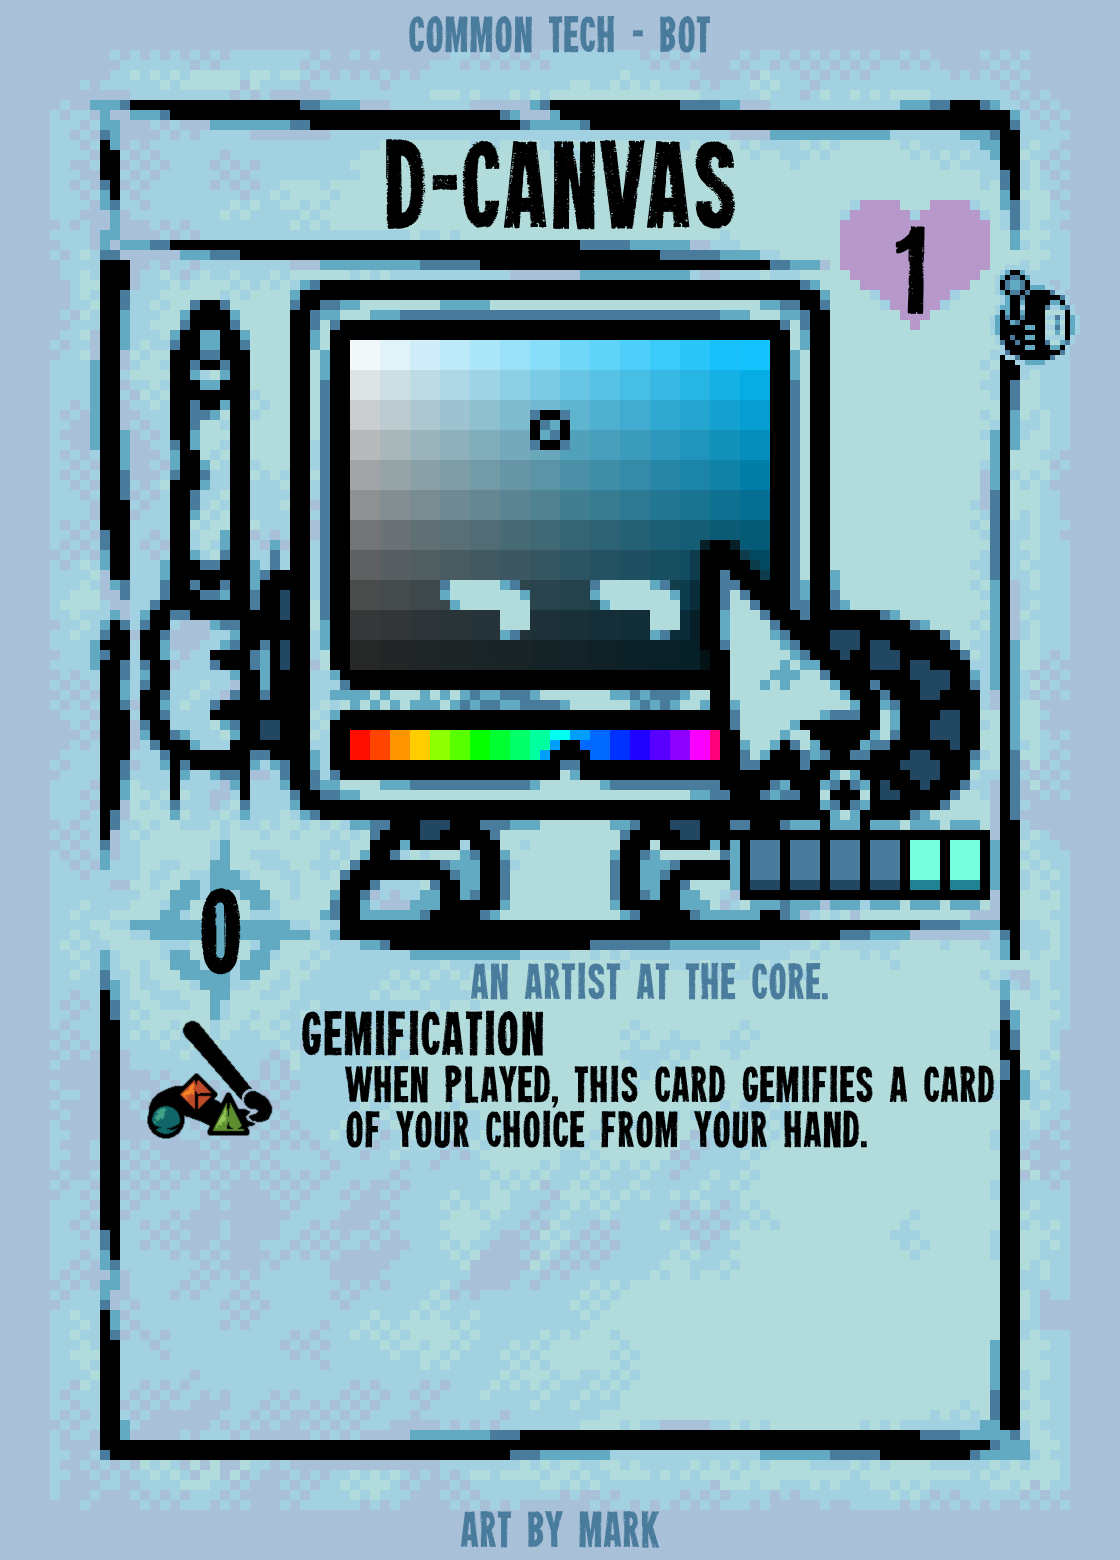 COMMON TECH - BOT
D-CANVAS
1
0
AN ARTIST AT THE CORE.
GEMIFICATION
WHEN PLAYED, THIS CARD GEMIFIES A CARD
OF YOUR CHOICE FROM YOUR HAND.
ART BY MARK